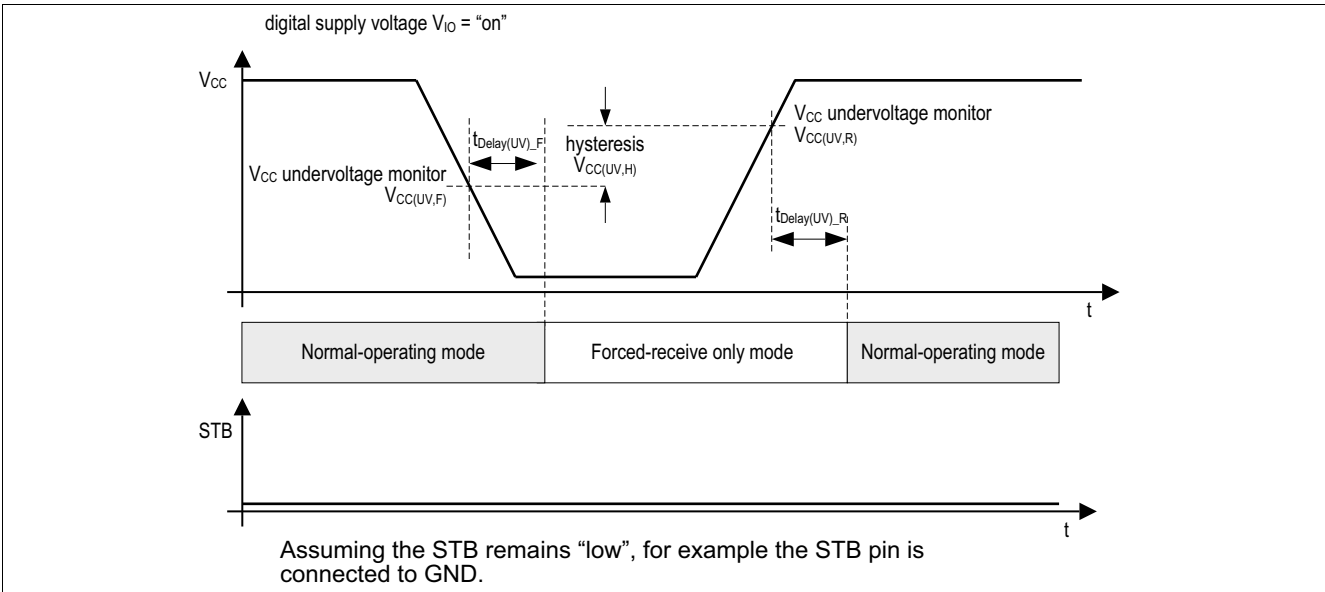 digital supply voltage VIO = “on”
VCC
tDelay(UV)_F
hysteresis
VCC(UV,H)
VCC undervoltage monitor
VCC(UV,R)
VCC undervoltage monitor
VCC(UV,F)
tDelay(UV)_R
t
Normal-operating mode
Forced-receive only mode
Normal-operating mode
STB
t
Assuming the STB remains “low”, for example the STB pin is
connected to GND.